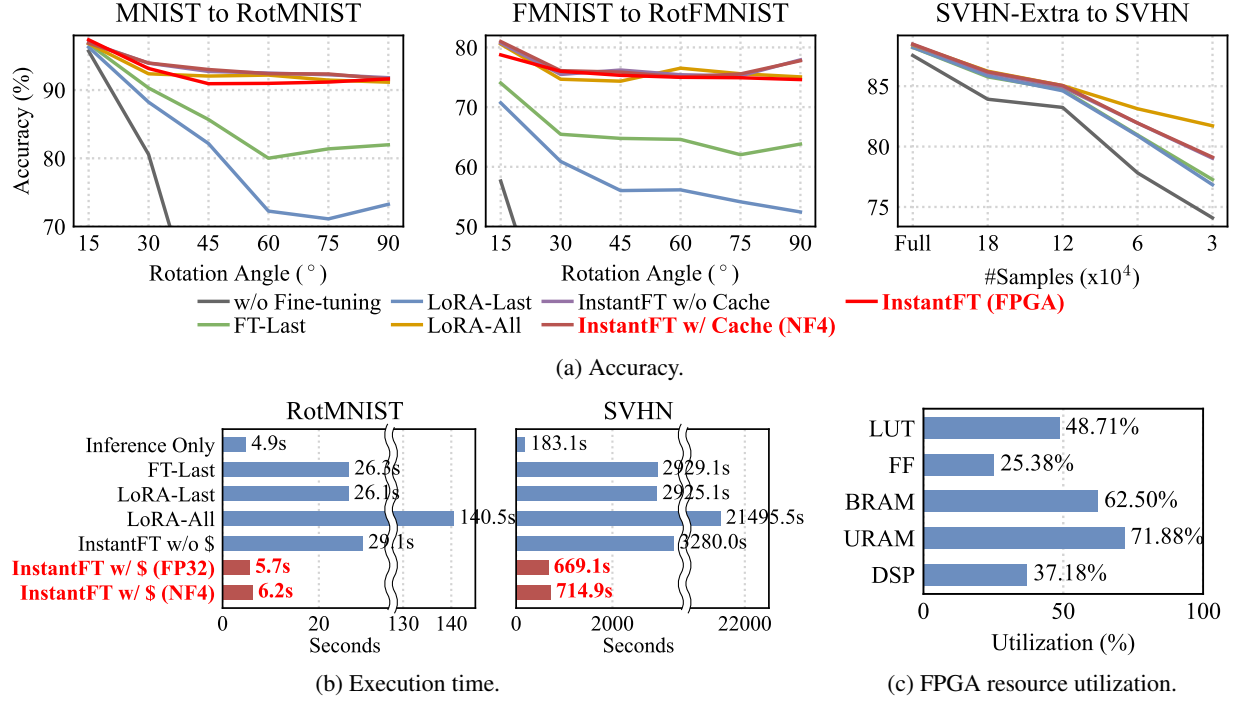 MNIST to RotMNIST
FMNIST to RotFMNIST
SVHN-Extra to SVHN
Accuracy (%)
90
80
70
15 30 45 60 75 90
Rotation Angle (°)
80
70
60
50
15 30 45 60 75 90
Rotation Angle (°)
85
80
75
Full 18 12 6 3
#Samples (x10⁴)
w/o Fine-tuning
FT-Last
LoRA-Last
LoRA-All
InstantFT w/o Cache
InstantFT w/ Cache (NF4)
InstantFT (FPGA)
(a) Accuracy.
RotMNIST
Inference Only 4.9s
FT-Last 26.3s
LoRA-Last 26.1s
LoRA-All 140.5s
InstantFT w/o $ 29.1s
InstantFT w/ $ (FP32) 5.7s
InstantFT w/ $ (NF4) 6.2s
0 20 130 140
Seconds
SVHN
183.1s
2929.1s
2925.1s
21495.5s
3280.0s
669.1s
714.9s
0 2000 22000
Seconds
(b) Execution time.
LUT 48.71%
FF 25.38%
BRAM 62.50%
URAM 71.88%
DSP 37.18%
0 50 100
Utilization (%)
(c) FPGA resource utilization.